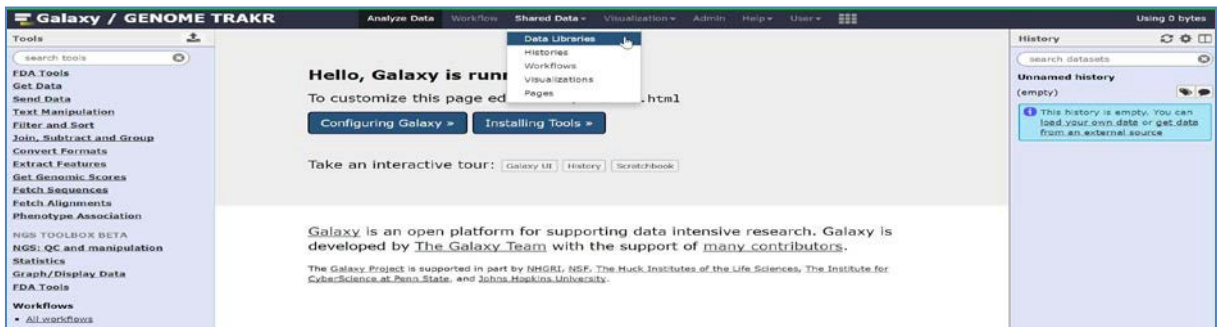 Galaxy / GENOME TRAKR
Analyze Data Workflow Shared Data Visualization Admin Help User
Using 0 bytes
Tools
search tools
FDA Tools
Get Data
Send Data
Text Manipulation
Filter and Sort
Join, Subtract and Group
Convert Formats
Extract Features
Get Genomic Scores
Fetch Sequences
Fetch Alignments
Phenotype Association
NGS TOOLBOX BETA
NGS: QC and manipulation
Statistics
Graph/Display Data
FDA Tools
Workflows
• All workflows
Data Libraries
Histories
Workflows
Visualizations
Pages
Hello, Galaxy is run
To customize this page ed .html
Configuring Galaxy » Installing Tools »
Take an interactive tour: Galaxy UI History Scratchbook
Galaxy is an open platform for supporting data intensive research. Galaxy is
developed by The Galaxy Team with the support of many contributors.
The Galaxy Project is supported in part by NHGRI, NSF, The Huck Institutes of the Life Sciences, The Institute for
CyberScience at Penn State, and Johns Hopkins University.
History
search datasets
Unnamed history
(empty)
This history is empty. You can
load your own data or get data
from an external source